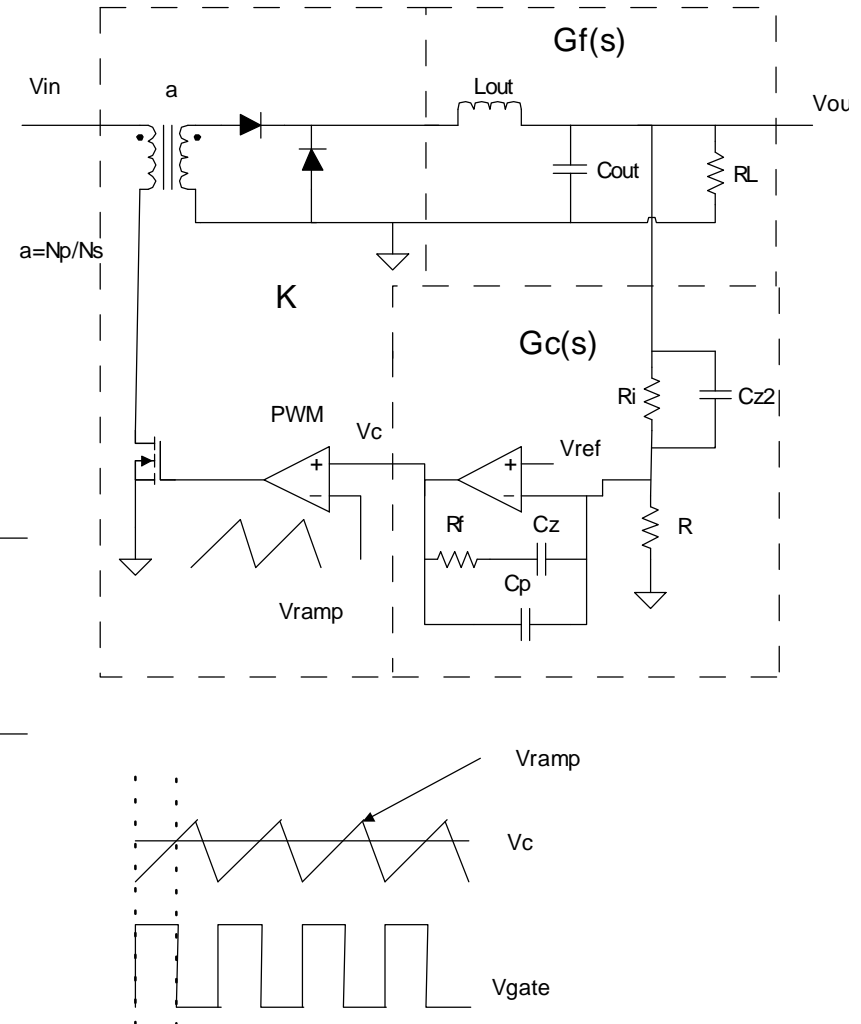 Gf(s)
Vin
a
Lout
Vou
Cout
RL
a=Np/Ns
K
Gc(s)
Ri
Cz2
PWM
Vc
Vref
+
−
+
−
Rf
Cz
R
Cp
Vramp
Vramp
Vc
Vgate